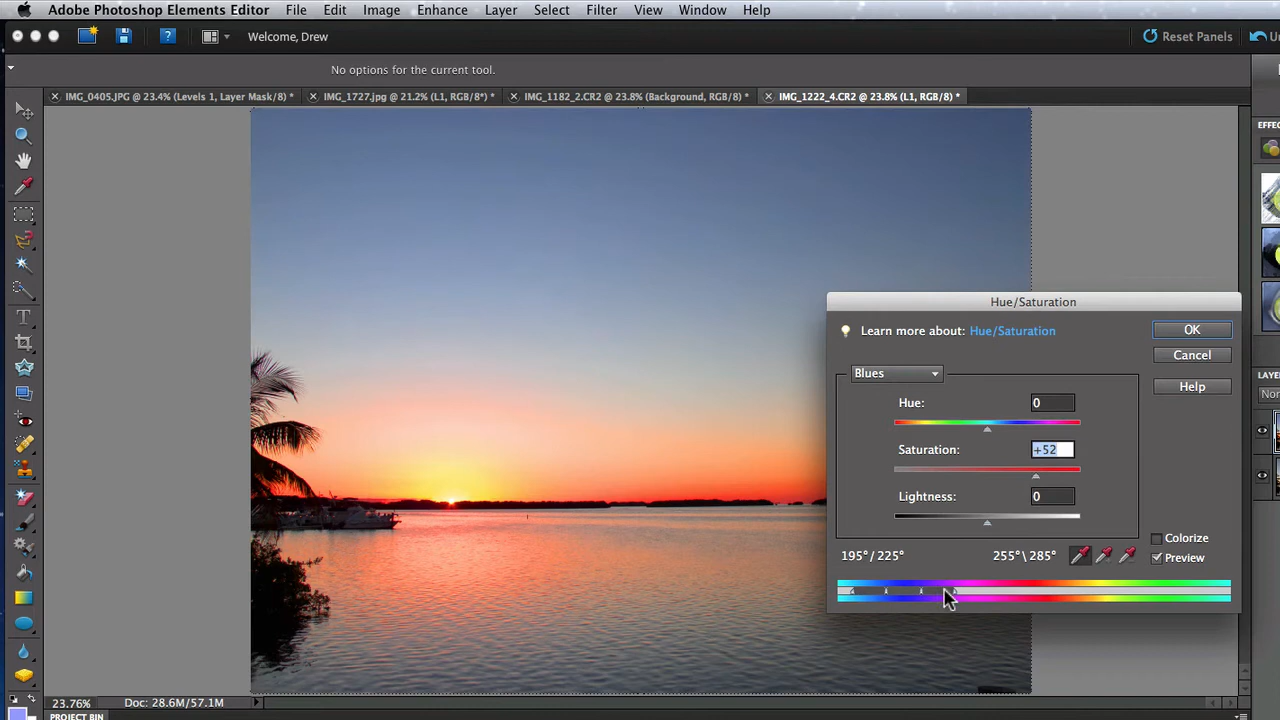 Adobe Photoshop Elements Editor File Edit Image Enhance Layer Select Filter View Window Help
? Welcome, Drew Reset Panels Un
No options for the current tool.
IMG_0405.JPG @ 23.4% (Levels 1, Layer Mask/8) * IMG_1727.jpg @ 21.2% (L1, RGB/8*) * IMG_1182_2.CR2 @ 23.8% (Background, RGB/8) * IMG_1222_4.CR2 @ 23.8% (L1, RGB/8) *
EFFEC
Hue/Saturation
Learn more about: Hue/Saturation OK
Cancel
Blues
Help
LAYER
Hue: 0
Nor
Saturation: +52
Lightness: 0
Colorize
195°/ 225° 255°\ 285° Preview
23.76% Doc: 28.6M/57.1M
PROJECT BIN